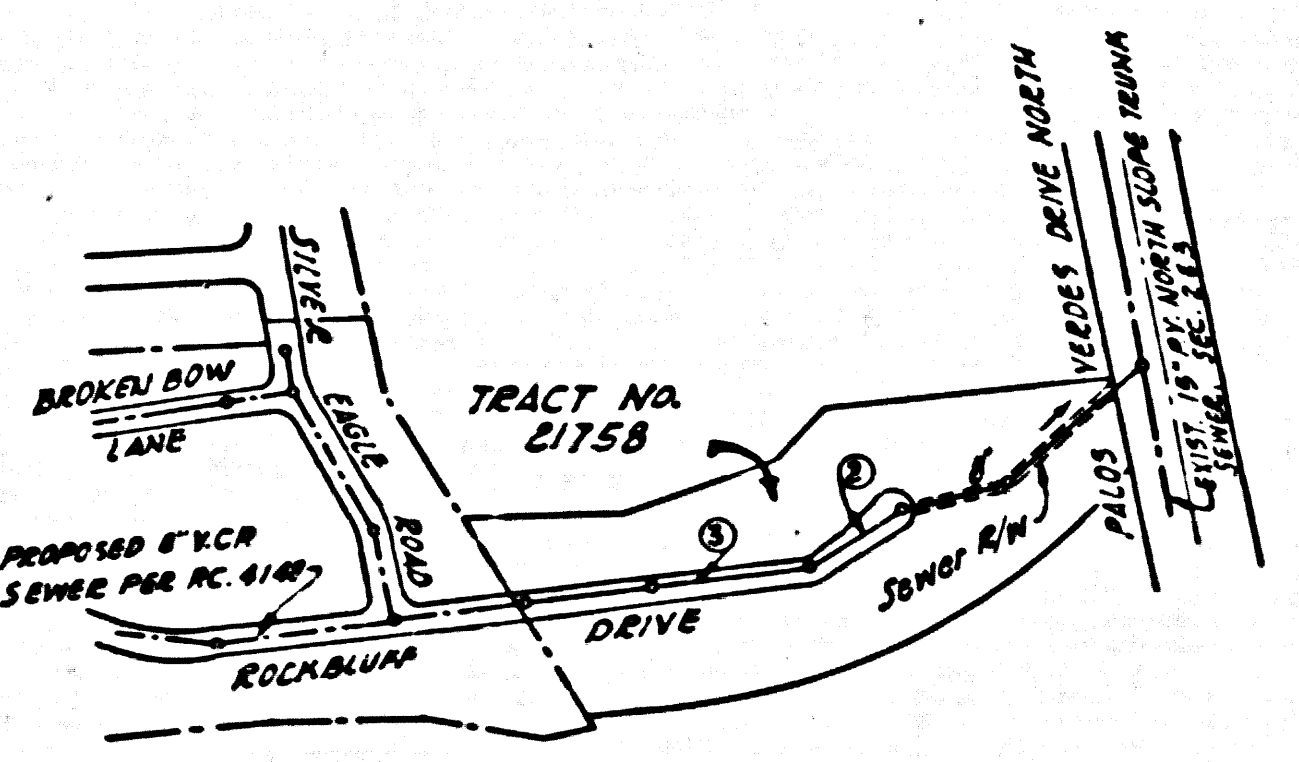 VERDES DRIVE NORTH
EXIST. 15" P.V. NORTH SLOPE TRUNK
SEWER, SEC. 2 & 3
SILVER
BROKEN BOW
LANE
EAGLE
TRACT NO.
21758
②
8"
PALOS
ROAD
③
PROPOSED 8" V.C.P.
SEWER PER P.C. 4142
SEWER R/W
DRIVE
ROCKBLUFF